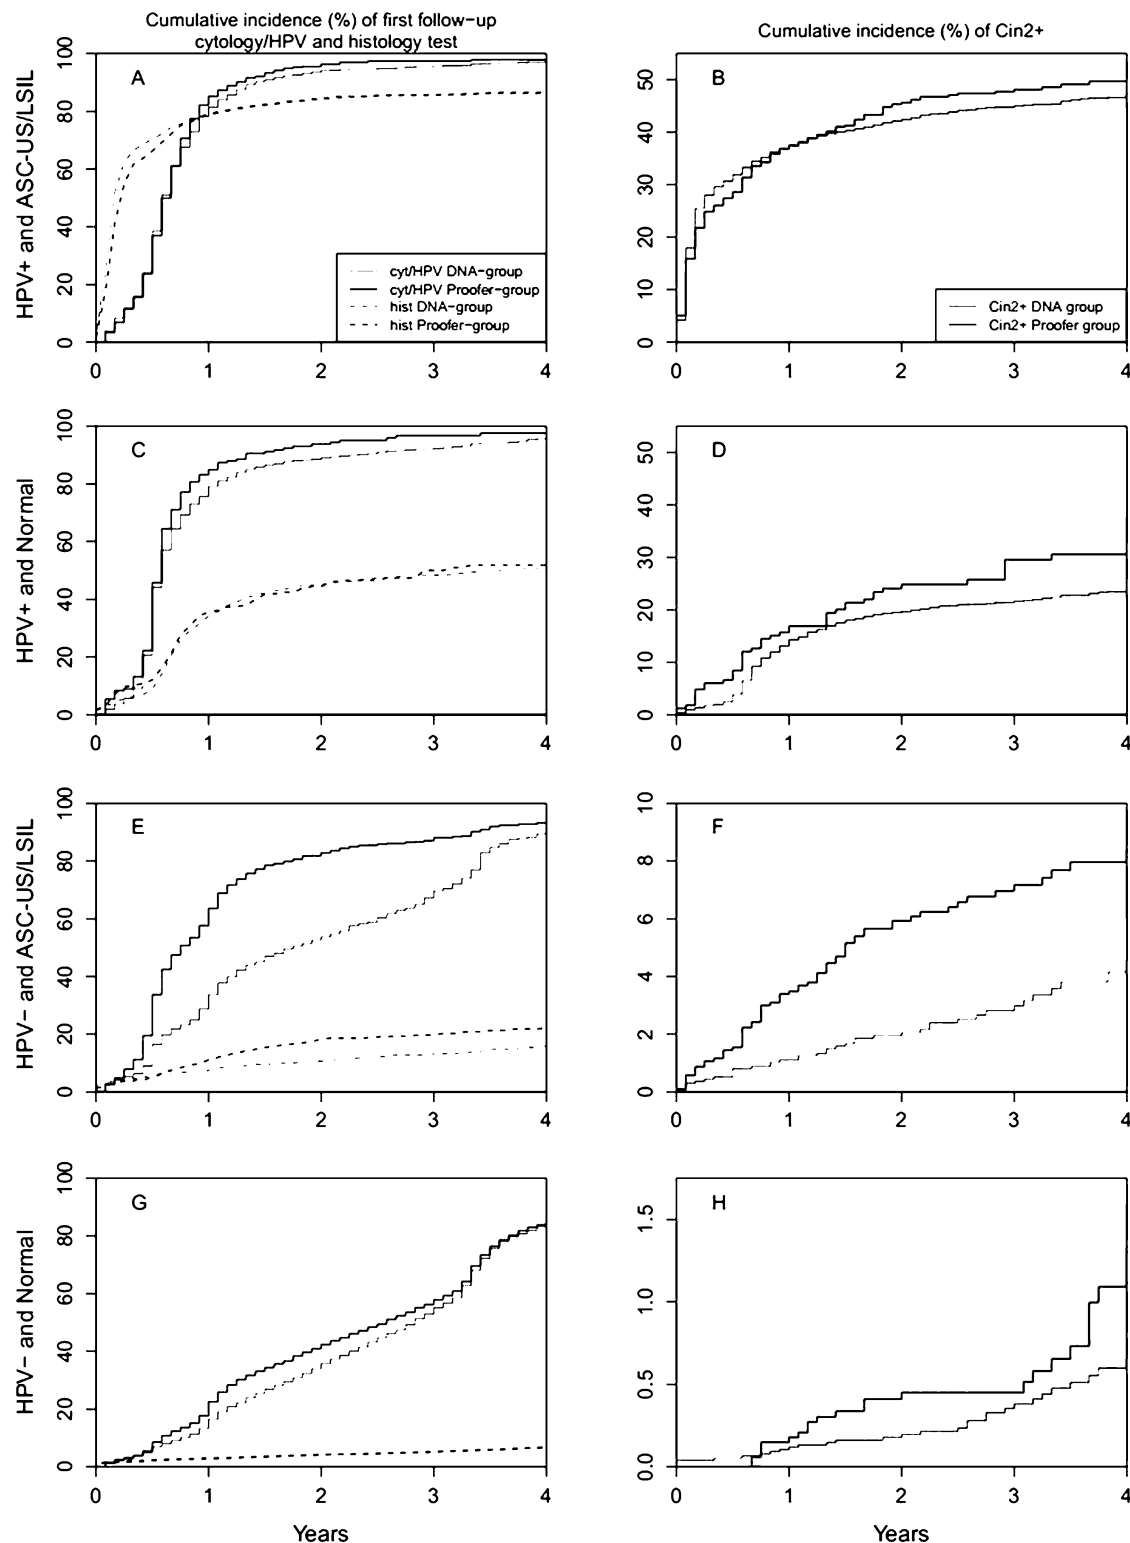 Cumulative incidence (%) of first follow−up
cytology/HPV and histology test
Cumulative incidence (%) of Cin2+
HPV+ and ASC−US/LSIL
0 20 40 60 80 100
A
cyt/HPV DNA−group
cyt/HPV Proofer−group
hist DNA−group
hist Proofer−group
0 1 2 3 4
0 10 20 30 40 50
B
Cin2+ DNA group
Cin2+ Proofer group
0 1 2 3 4
HPV+ and Normal
0 20 40 60 80 100
C
0 1 2 3 4
0 10 20 30 40 50
D
0 1 2 3 4
HPV− and ASC−US/LSIL
0 20 40 60 80 100
E
0 1 2 3 4
0 2 4 6 8 10
F
0 1 2 3 4
HPV− and Normal
0 20 40 60 80 100
G
0 1 2 3 4
Years
0.0 0.5 1.0 1.5
H
0 1 2 3 4
Years